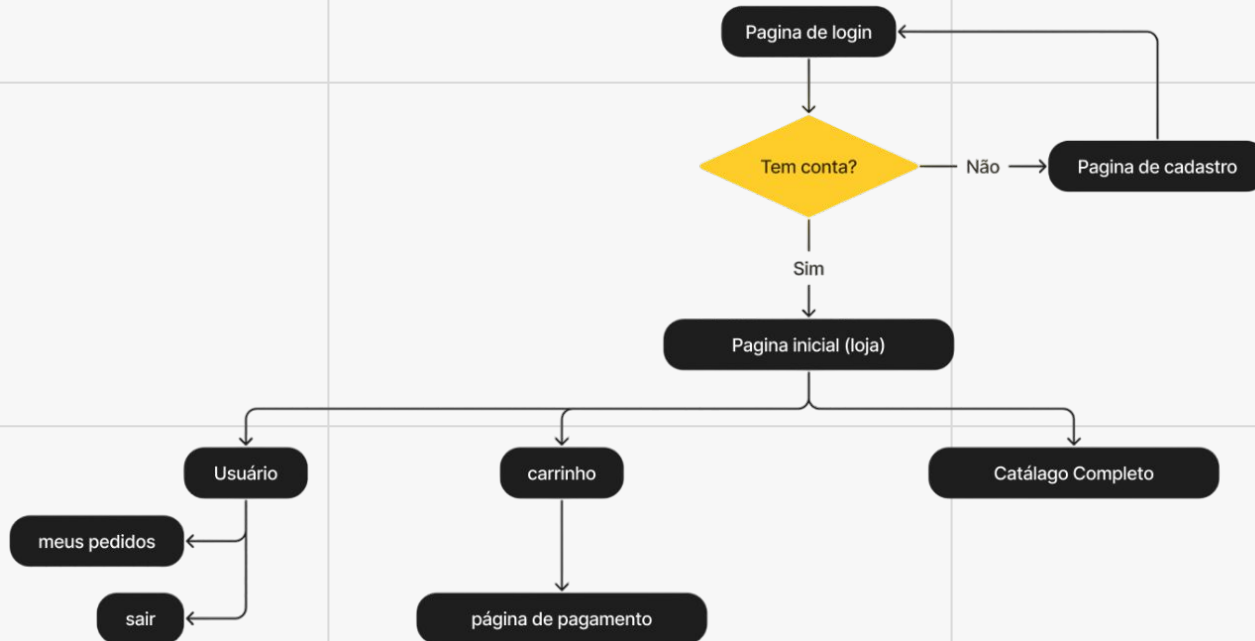 Pagina de login
Tem conta?
Não
Pagina de cadastro
Sim
Pagina inicial (loja)
Usuário
carrinho
Catálago Completo
meus pedidos
sair
página de pagamento